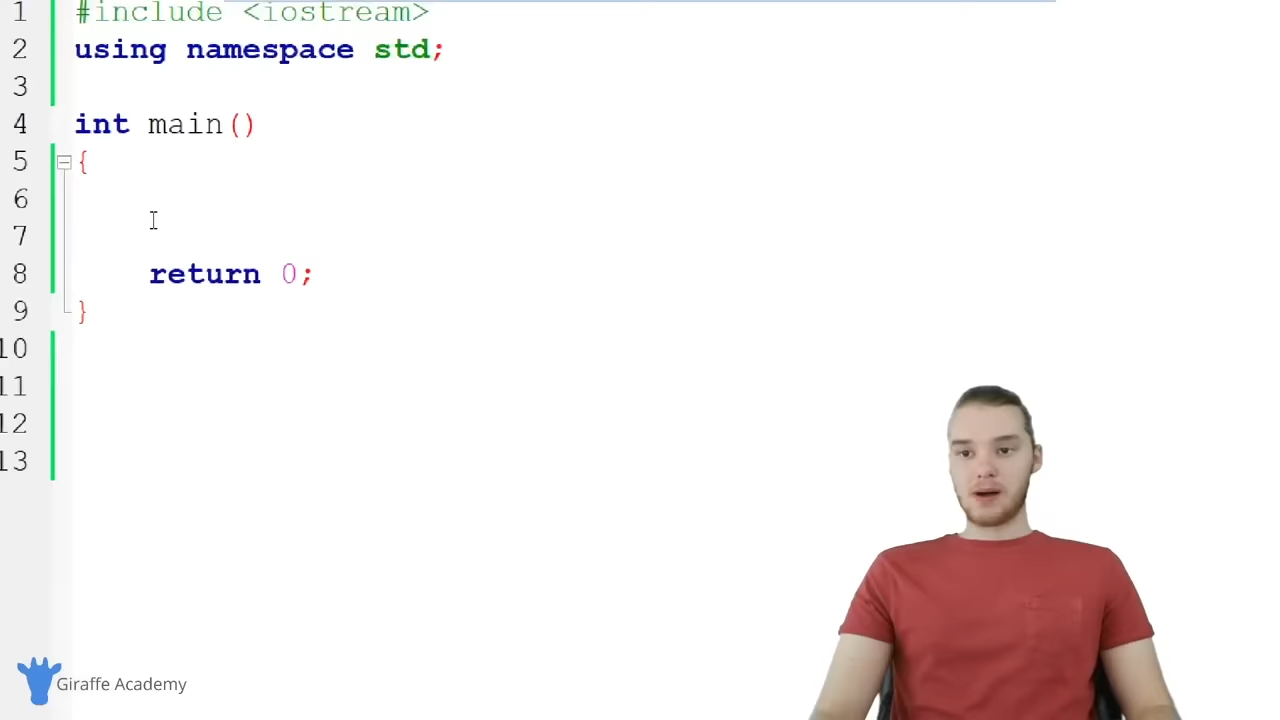 1 #include <iostream>
2 using namespace std;
3
4 int main()
5 {
6
7
8 return 0;
9 }
10
11
12
13
Giraffe Academy